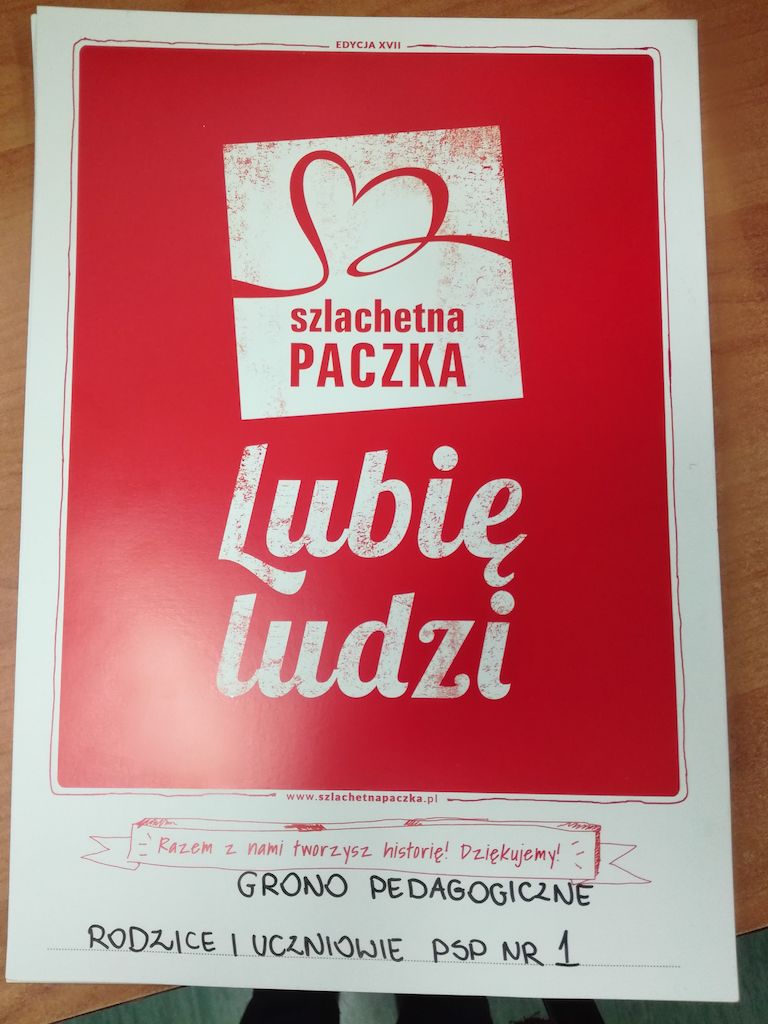 EDYCJA XVII
szlachetna
PACZKA
Lubię
ludzi
www.szlachetnapaczka.pl
Razem z nami tworzysz historię! Dziękujemy!
GRONO PEDAGOGICZNE
RODZICE I UCZNIOWIE PSP NR 1